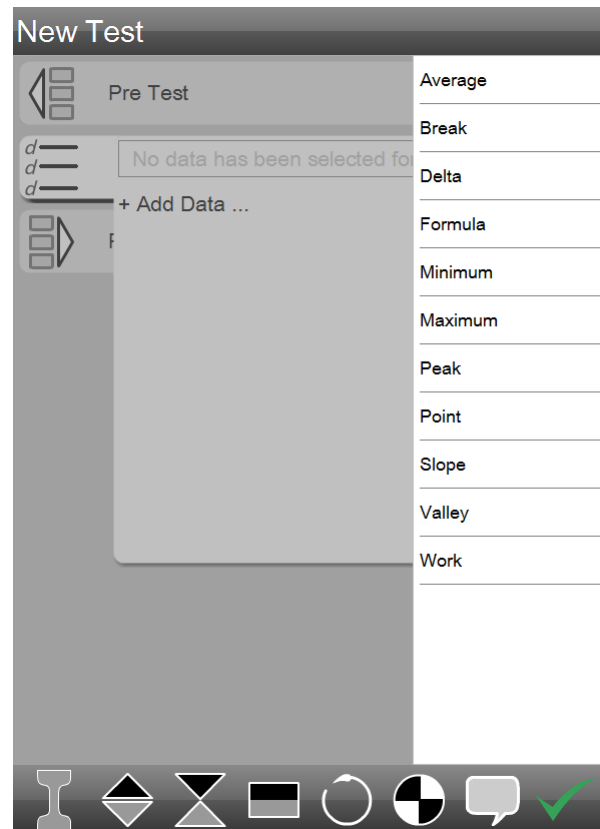 New Test
Pre Test
d
d
d
No data has been selected for
+ Add Data ...
Average
Break
Delta
Formula
Minimum
Maximum
Peak
Point
Slope
Valley
Work